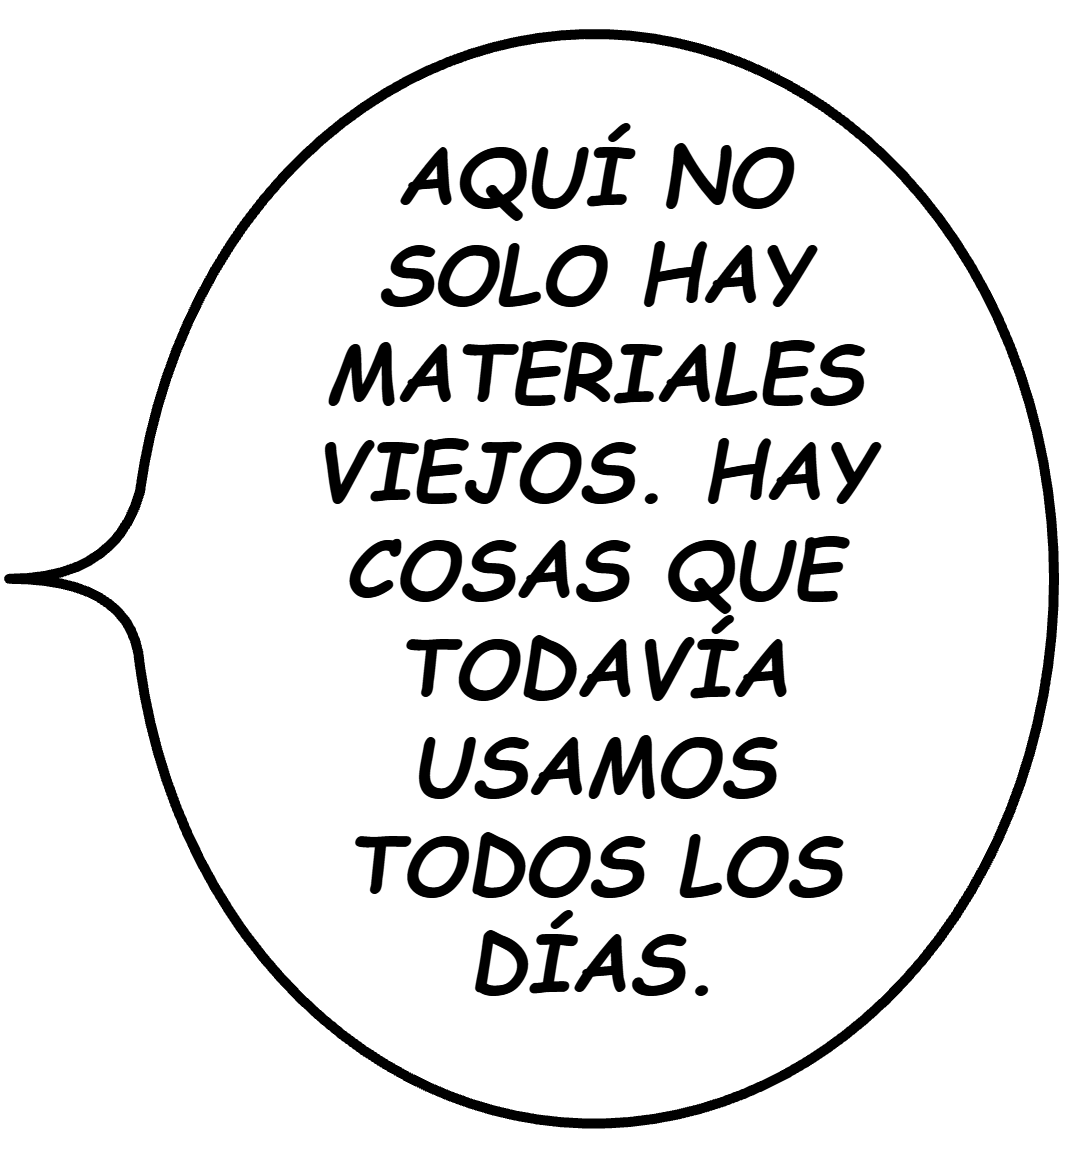 AQUÍ NO
SOLO HAY
MATERIALES
VIEJOS. HAY
COSAS QUE
TODAVÍA
USAMOS
TODOS LOS
DÍAS.